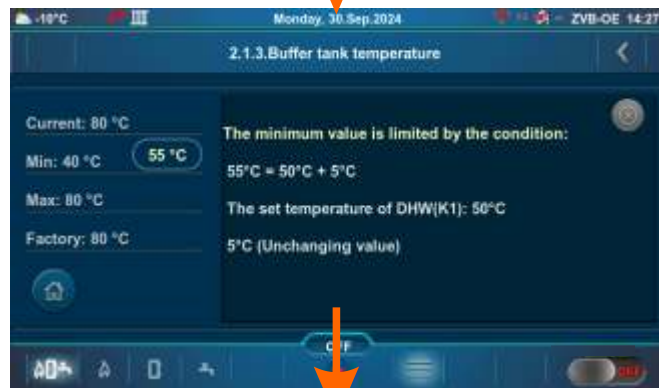 -10°C
Monday, 30.Sep.2024
ZVB-OE 14:27
2.1.3.Buffer tank temperature
Current: 80 °C
Min: 40 °C
55 °C
Max: 80 °C
Factory: 80 °C
The minimum value is limited by the condition:
55°C = 50°C + 5°C
The set temperature of DHW(K1): 50°C
5°C (Unchanging value)
OFF